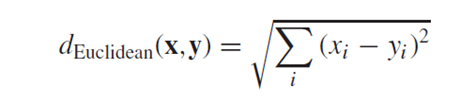 d_Euclidean(x,y) = √∑_i (x_i − y_i)²